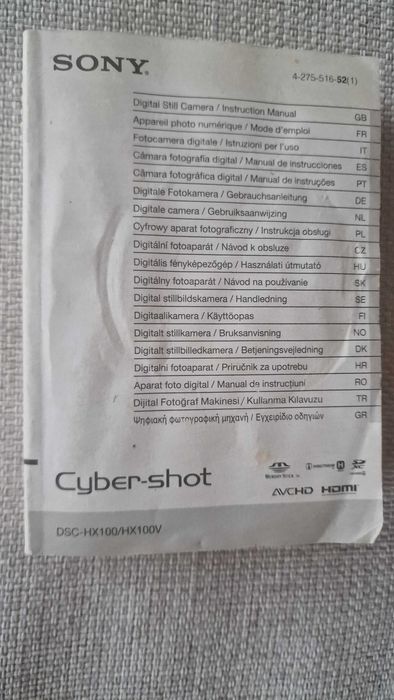 SONY®
4-275-516-52(1)
Digital Still Camera / Instruction Manual GB
Appareil photo numérique / Mode d'emploi FR
Fotocamera digitale / Istruzioni per l'uso IT
Cámara fotografía digital / Manual de instrucciones ES
Câmara fotográfica digital / Manual de instruções PT
Digitale Fotokamera / Gebrauchsanleitung DE
Digitale camera / Gebruiksaanwijzing NL
Cyfrowy aparat fotograficzny / Instrukcja obsługi PL
Digitální fotoaparát / Návod k obsluze CZ
Digitális fényképezőgép / Használati útmutató HU
Digitálny fotoaparát / Návod na používanie SK
Digital stillbildskamera / Handledning SE
Digitaalikamera / Käyttöopas FI
Digitalt stillkamera / Bruksanvisning NO
Digitalt stillbilledkamera / Betjeningsvejledning DK
Digitalni fotoaparat / Priručnik za upotrebu HR
Aparat foto digital / Manual de instrucţiuni RO
Dijital Fotoğraf Makinesi / Kullanma Kılavuzu TR
Ψηφιακή φωτογραφική μηχανή / Εγχειρίδιο οδηγιών GR
Cyber-shot
MEMORY STICK
AVCHD HDMI
DSC-HX100/HX100V